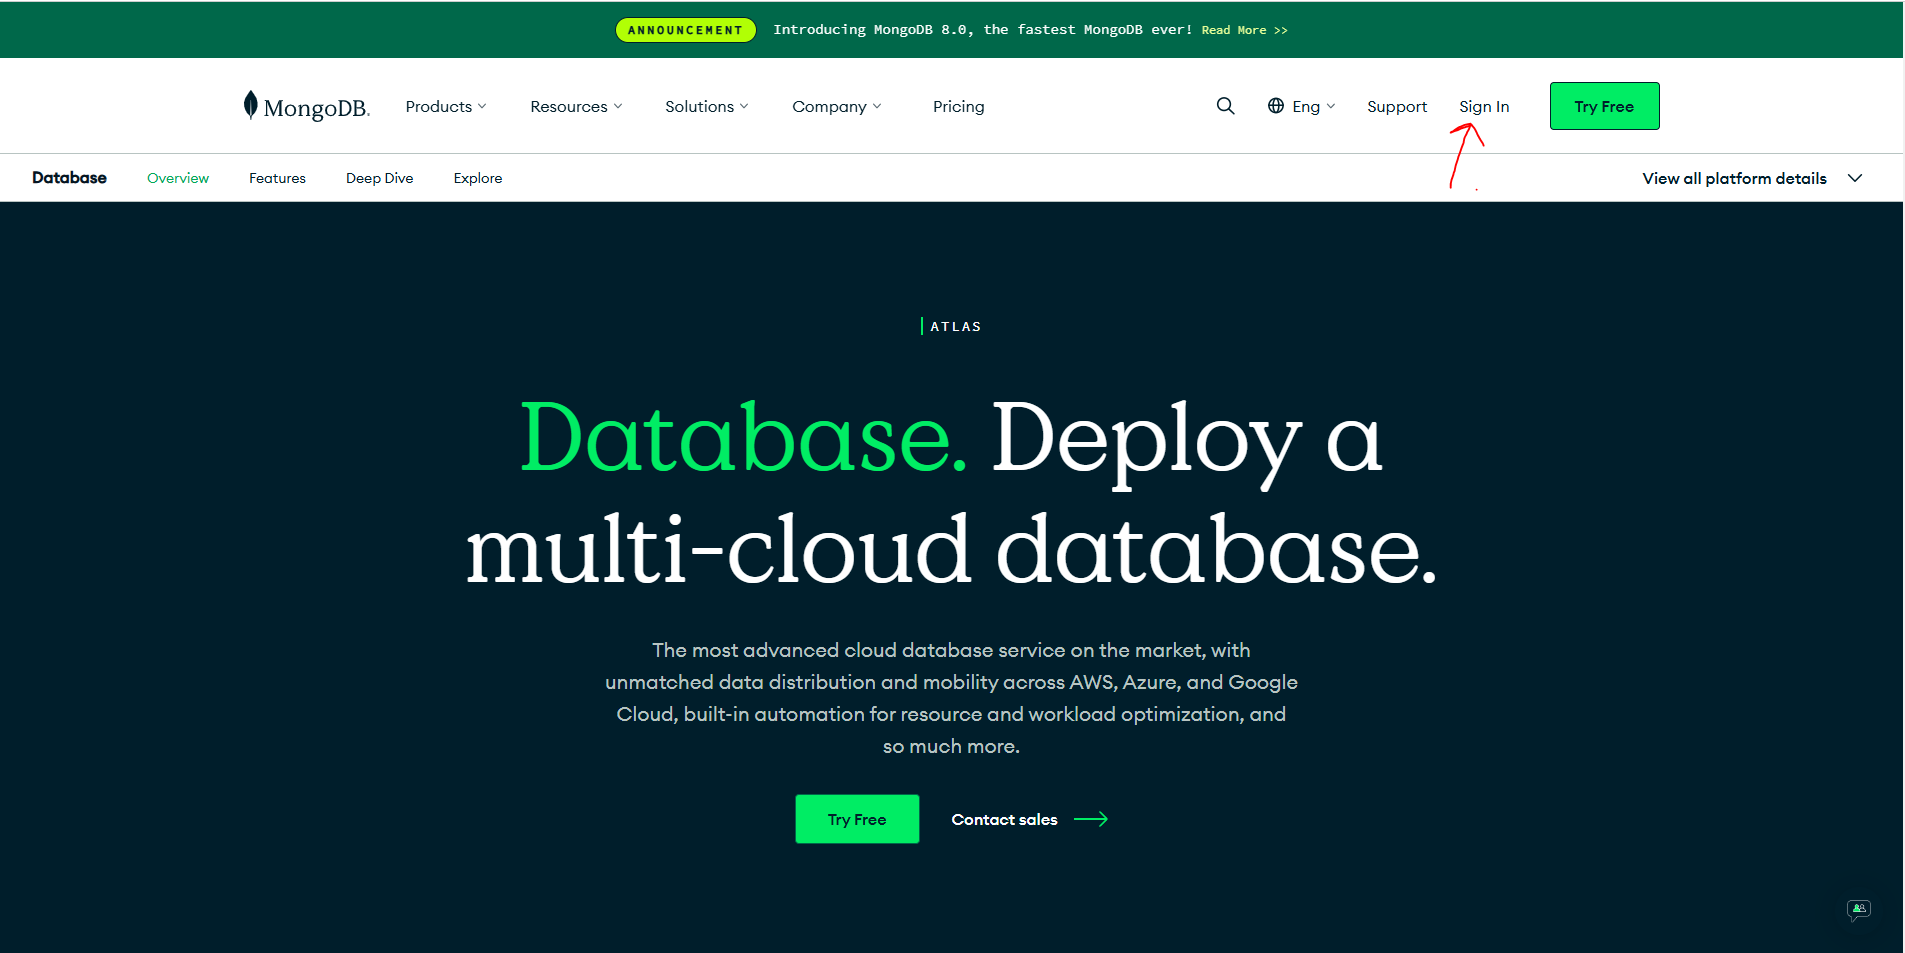 ANNOUNCEMENT Introducing MongoDB 8.0, the fastest MongoDB ever! Read More >>
MongoDB. Products Resources Solutions Company Pricing Eng Support Sign In Try Free
Database Overview Features Deep Dive Explore View all platform details
ATLAS
Database. Deploy a
multi-cloud database.
The most advanced cloud database service on the market, with
unmatched data distribution and mobility across AWS, Azure, and Google
Cloud, built-in automation for resource and workload optimization, and
so much more.
Try Free Contact sales